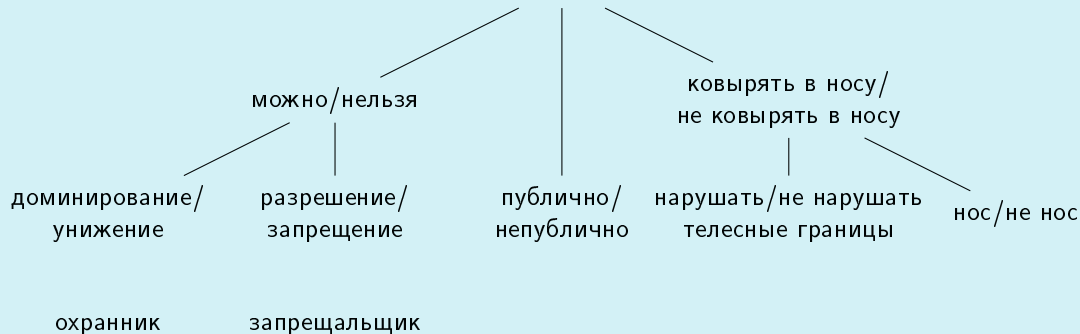 можно/нельзя
ковырять в носу/
не ковырять в носу
доминирование/
унижение
разрешение/
запрещение
публично/
непублично
нарушать/не нарушать
телесные границы
нос/не нос
охранник
запрещальщик